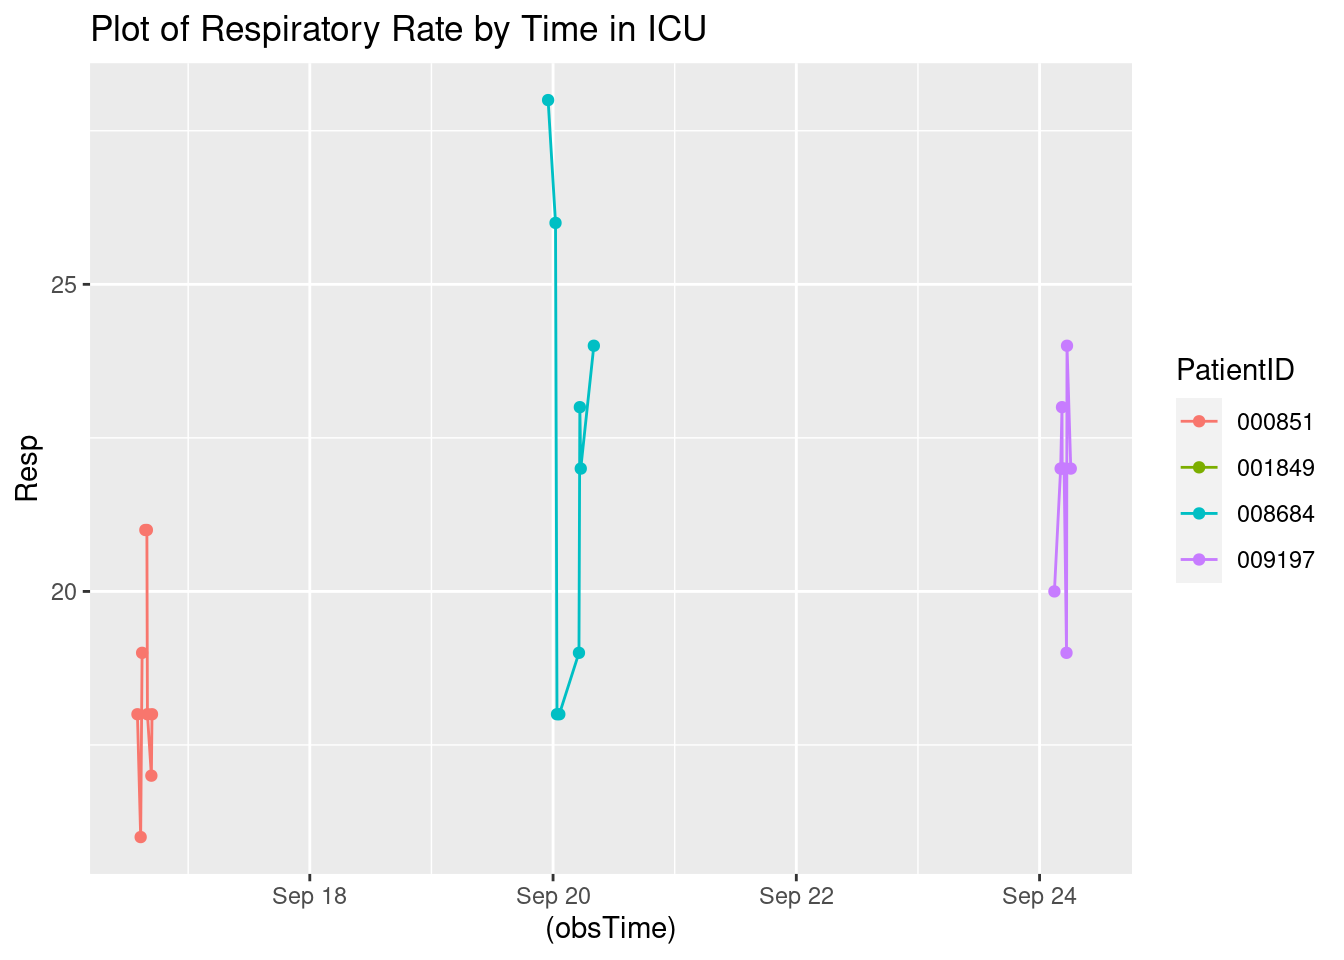 Plot of Respiratory Rate by Time in ICU
Resp
25
20
Sep 18
Sep 20
Sep 22
Sep 24
(obsTime)
PatientID
000851
001849
008684
009197